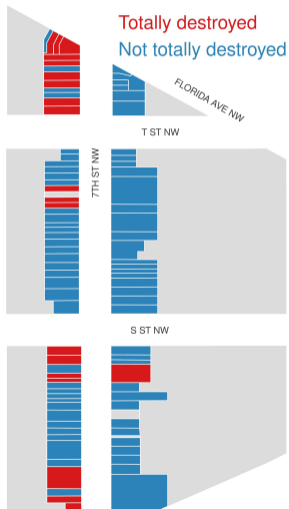 Totally destroyed
Not totally destroyed
FLORIDA AVE NW
T ST NW
7TH ST NW
S ST NW